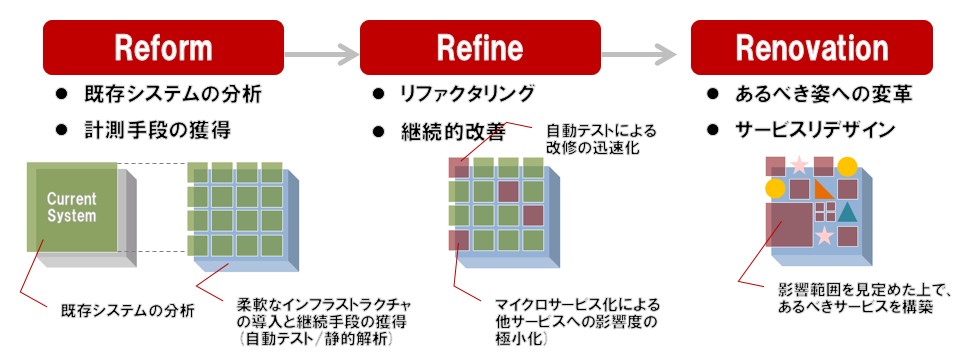 Reform
Refine
Renovation
● 既存システムの分析
● 計測手段の獲得
● リファクタリング
● 継続的改善
● あるべき姿への変革
● サービスリデザイン
自動テストによる
改修の迅速化
Current
System
既存システムの分析
柔軟なインフラストラクチャ
の導入と継続手段の獲得
(自動テスト/静的解析)
マイクロサービス化による
他サービスへの影響度の
極小化)
影響範囲を見定めた上で、
あるべきサービスを構築